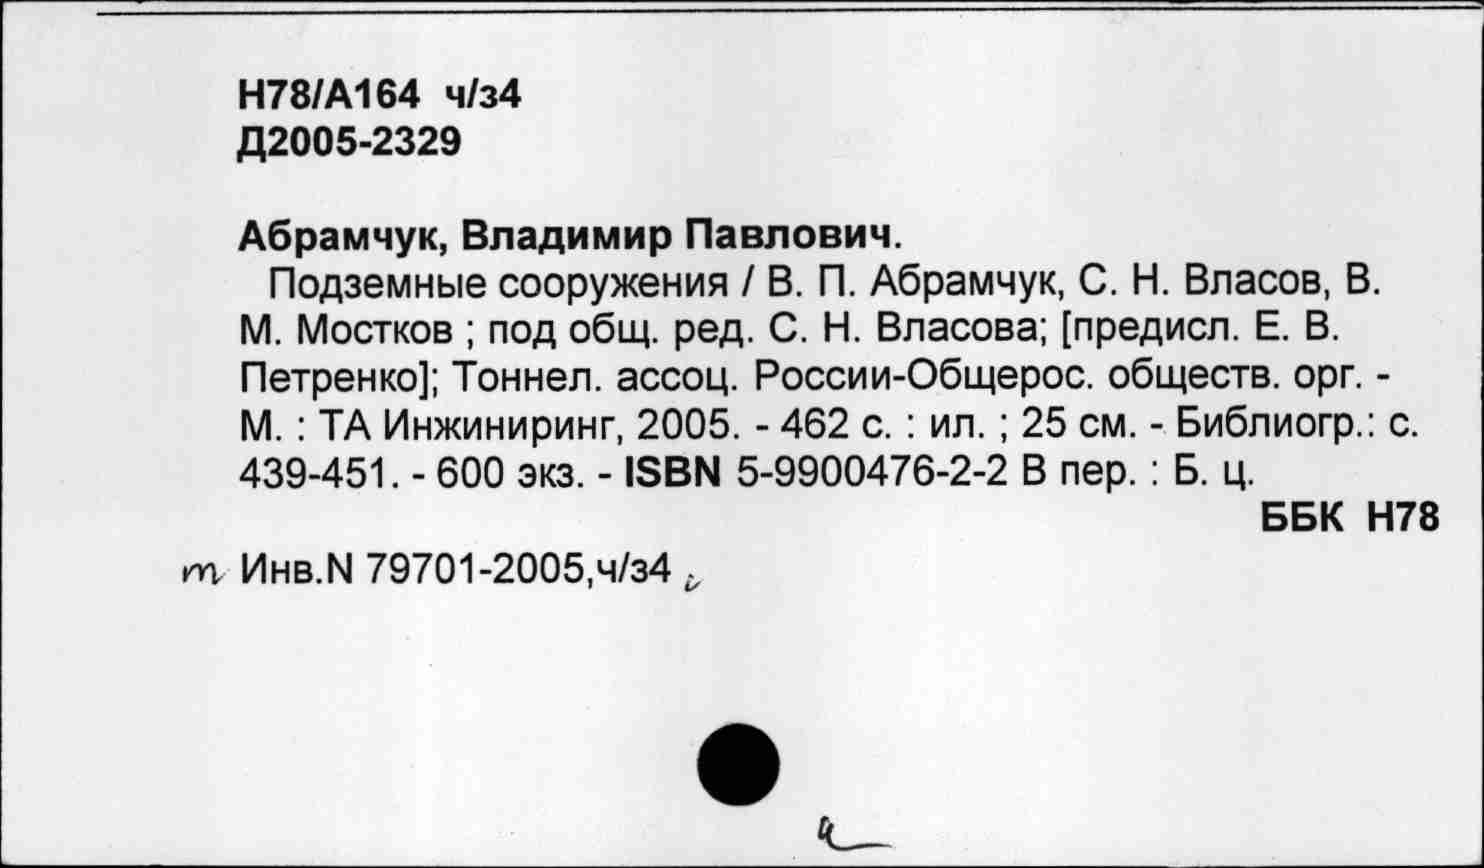 Н78/А164 ч/з4
Д2005-2329
Абрамчук, Владимир Павлович.
Подземные сооружения / В. П. Абрамчук, С. Н. Власов, В.
М. Мостков ; под общ. ред. С. Н. Власова; [предисл. Е. В.
Петренко]; Тоннел. ассоц. России-Общерос. обществ. орг. -
М. : ТА Инжиниринг, 2005. - 462 с. : ил. ; 25 см. - Библиогр.: с.
439-451. - 600 экз. - ISBN 5-9900476-2-2 В пер. : Б. ц.
ББК Н78
Инв.N 79701-2005,ч/з4